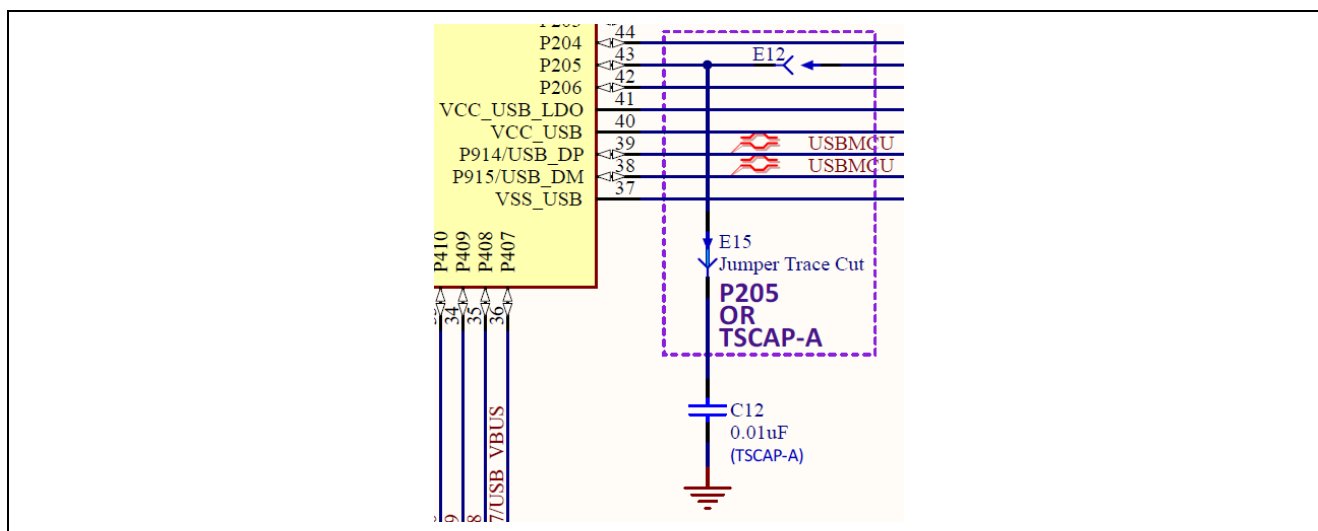 44
P204
43
P205
E12
42
P206
41
VCC_USB_LDO
40
VCC_USB
39
USBMCU
P914/USB_DP
38
USBMCU
P915/USB_DM
37
VSS_USB
P410
P409
P408
P407
34
35
36
E15
Jumper Trace Cut
P205
OR
TSCAP-A
C12
0.01uF
(TSCAP-A)
7/USB_VBUS